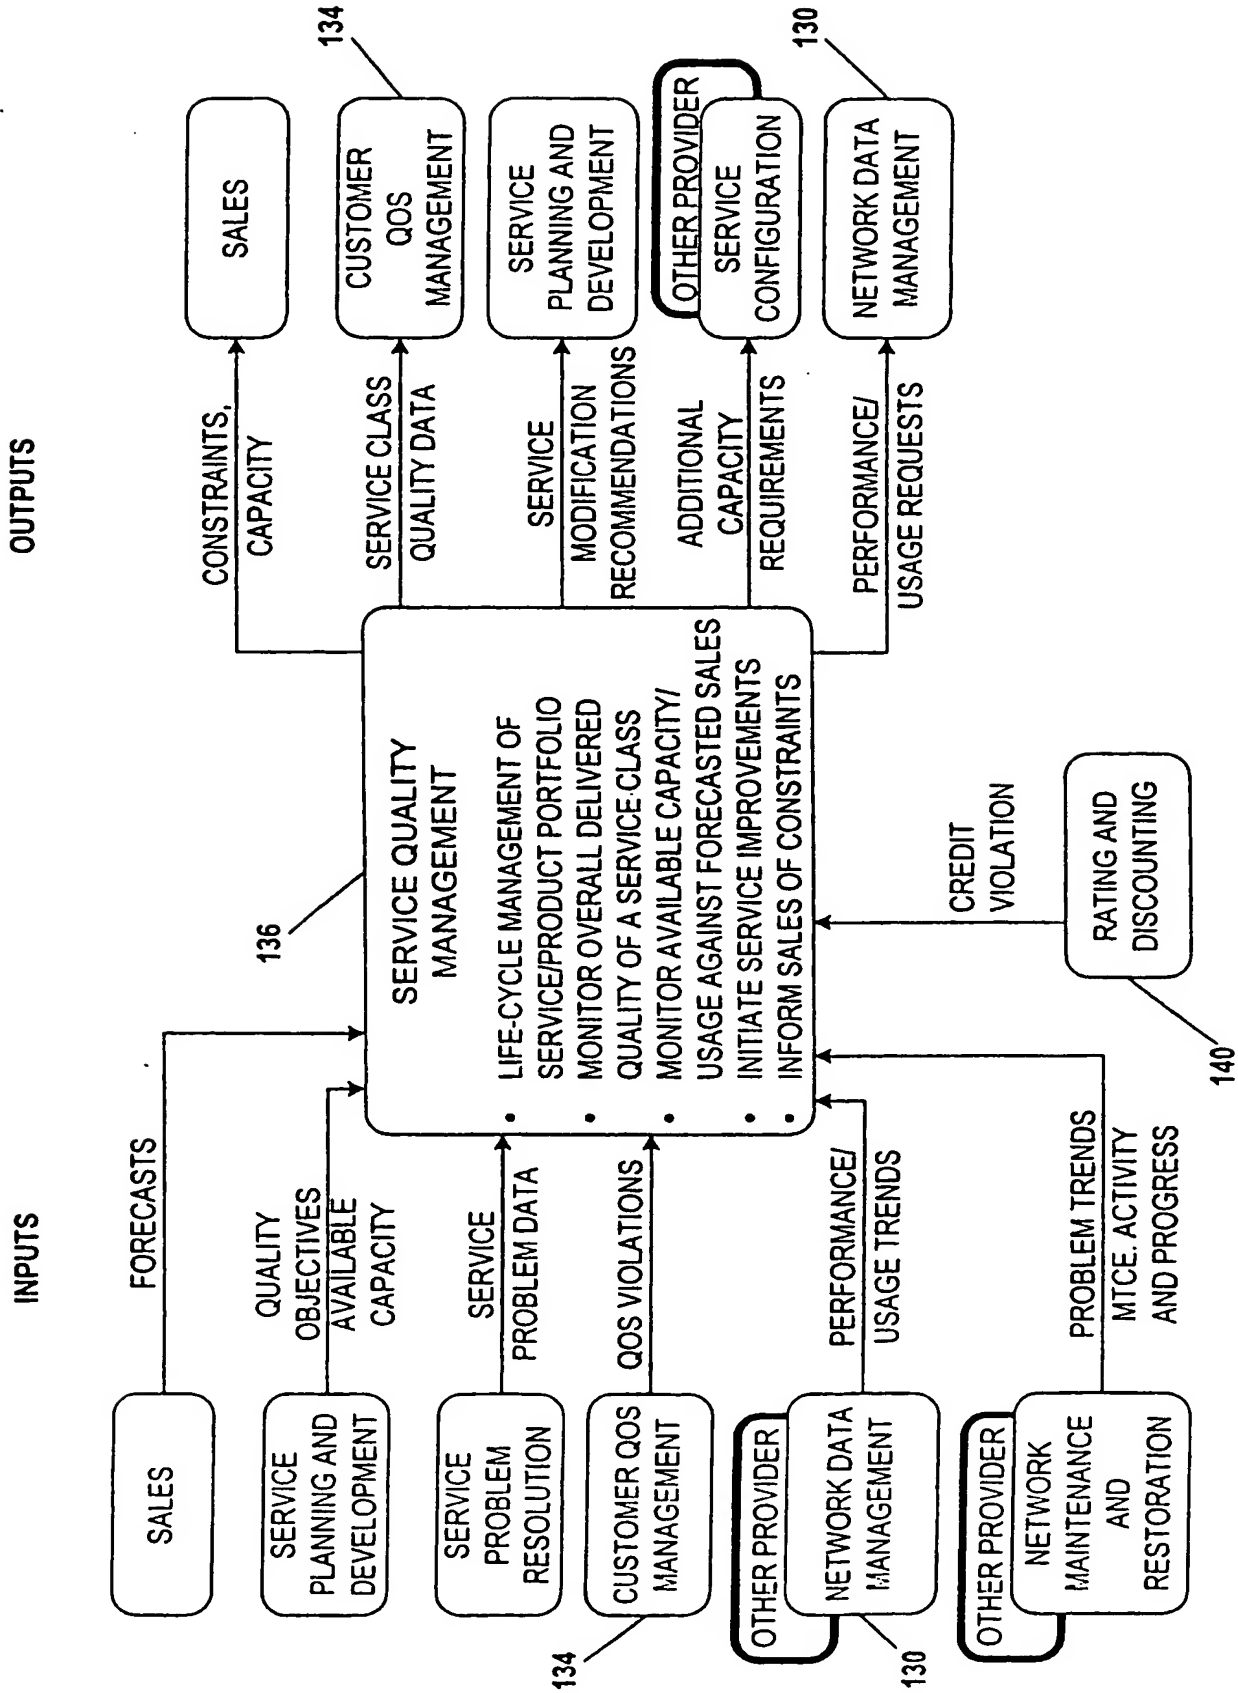 INPUTS
OUTPUTS
SALES
FORECASTS
SERVICE
PLANNING AND
DEVELOPMENT
QUALITY
OBJECTIVES
AVAILABLE
CAPACITY
SERVICE
PROBLEM
RESOLUTION
SERVICE
PROBLEM DATA
CUSTOMER QOS
MANAGEMENT
134
QOS VIOLATIONS
OTHER PROVIDER
NETWORK DATA
MANAGEMENT
130
PERFORMANCE/
USAGE TRENDS
OTHER PROVIDER
NETWORK
MAINTENANCE
AND
RESTORATION
PROBLEM TRENDS
MTCE. ACTIVITY
AND PROGRESS
136
SERVICE QUALITY
MANAGEMENT
• LIFE-CYCLE MANAGEMENT OF
SERVICE/PRODUCT PORTFOLIO
• MONITOR OVERALL DELIVERED
QUALITY OF A SERVICE CLASS
• MONITOR AVAILABLE CAPACITY/
USAGE AGAINST FORECASTED SALES
• INITIATE SERVICE IMPROVEMENTS
• INFORM SALES OF CONSTRAINTS
CREDIT
VIOLATION
RATING AND
DISCOUNTING
140
CONSTRAINTS,
CAPACITY
SALES
SERVICE CLASS
QUALITY DATA
CUSTOMER
QOS
MANAGEMENT
134
SERVICE
MODIFICATION
RECOMMENDATIONS
SERVICE
PLANNING AND
DEVELOPMENT
ADDITIONAL
CAPACITY
REQUIREMENTS
OTHER PROVIDER
SERVICE
CONFIGURATION
PERFORMANCE/
USAGE REQUESTS
NETWORK DATA
MANAGEMENT
130